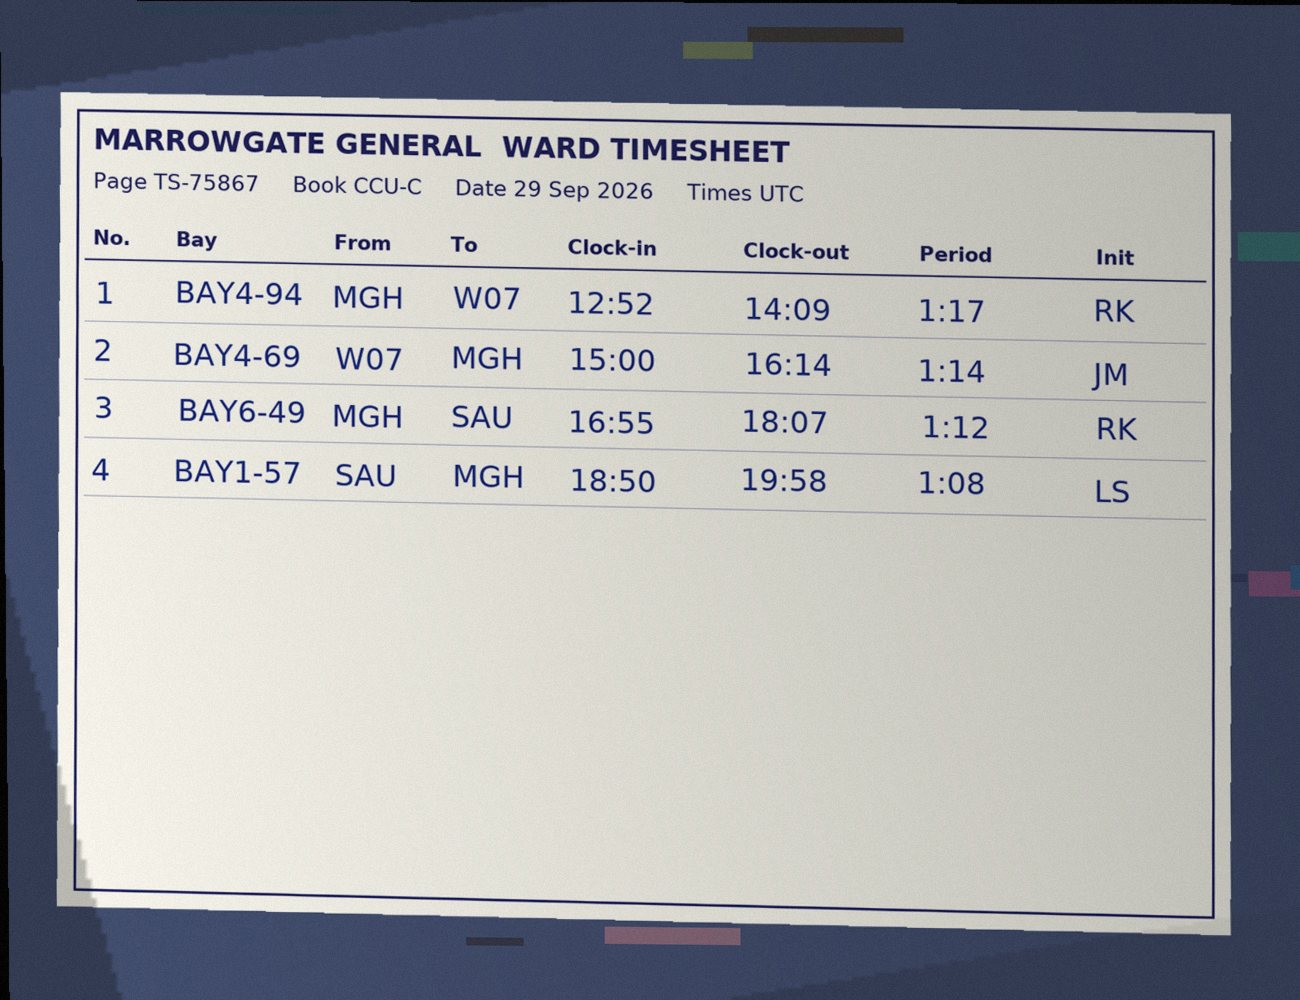 MARROWGATE GENERAL WARD TIMESHEET
Page TS-75867 Book CCU-C Date 29 Sep 2026 Times UTC
No. Bay From To Clock-in Clock-out Period Init
1 BAY4-94 MGH W07 12:52 14:09 1:17 RK
2 BAY4-69 W07 MGH 15:00 16:14 1:14 JM
3 BAY6-49 MGH SAU 16:55 18:07 1:12 RK
4 BAY1-57 SAU MGH 18:50 19:58 1:08 LS